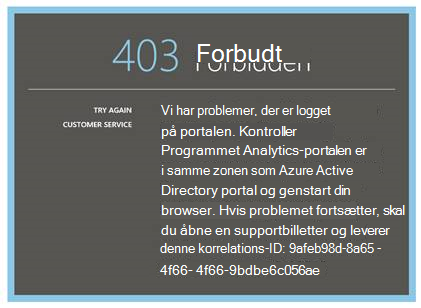 403 Forbudt
Forbidden
TRY AGAIN
CUSTOMER SERVICE
Vi har problemer, der er logget
på portalen. Kontroller
Programmet Analytics-portalen er
i samme zonen som Azure Active
Directory portal og genstart din
browser. Hvis problemet fortsætter, skal
du åbne en supportbilletter og leverer
denne korrelations-ID: 9afeb98d-8a65 -
4f66- 4f66-9bdbe6c056ae